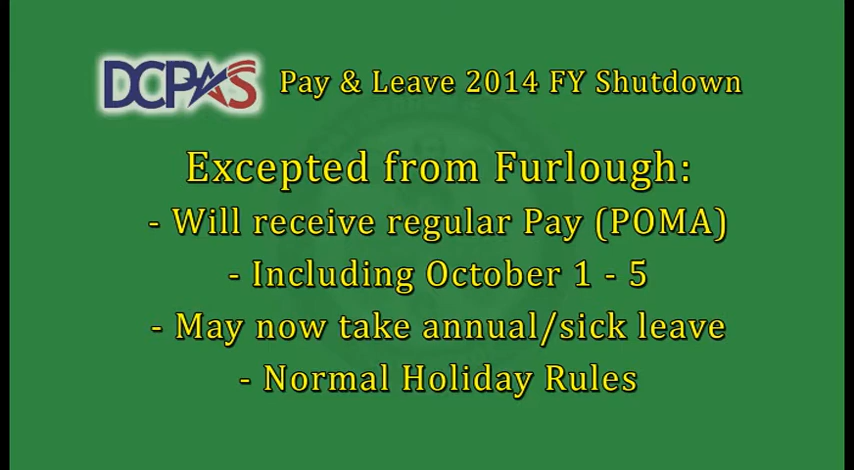 DCPAS Pay & Leave 2014 FY Shutdown
Excepted from Furlough:
- Will receive regular Pay (POMA)
- Including October 1 - 5
- May now take annual/sick leave
- Normal Holiday Rules